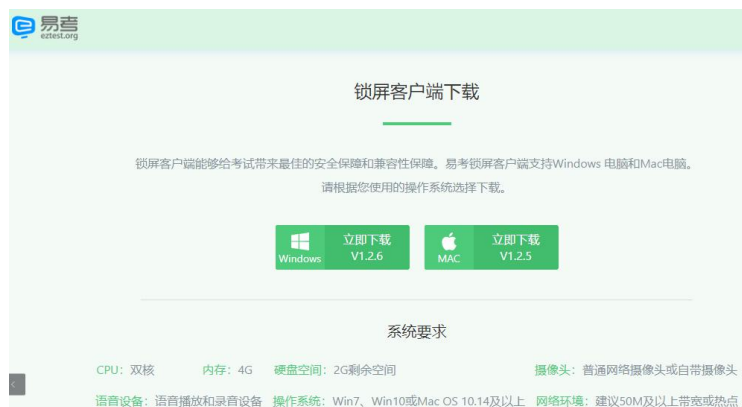 易考
eztest.org
锁屏客户端下载
锁屏客户端能够给考试带来最佳的安全保障和兼容性保障。易考锁屏客户端支持Windows 电脑和Mac电脑。
请根据您使用的操作系统选择下载。
Windows 立即下载 V1.2.6
MAC 立即下载 V1.2.5
系统要求
CPU：双核 内存：4G 硬盘空间：2G剩余空间 摄像头：普通网络摄像头或自带摄像头
语音设备：语音播放和录音设备 操作系统：Win7、Win10或Mac OS 10.14及以上 网络环境：建议50M及以上带宽或热点